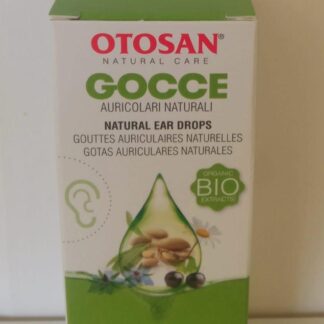 OTOSAN®
NATURAL CARE
GOCCE
AURICOLARI NATURALI
NATURAL EAR DROPS
GOUTTES AURICULAIRES NATURELLES
GOTAS AURICULARES NATURALES
ORGANIC
BIO
EXTRACTS